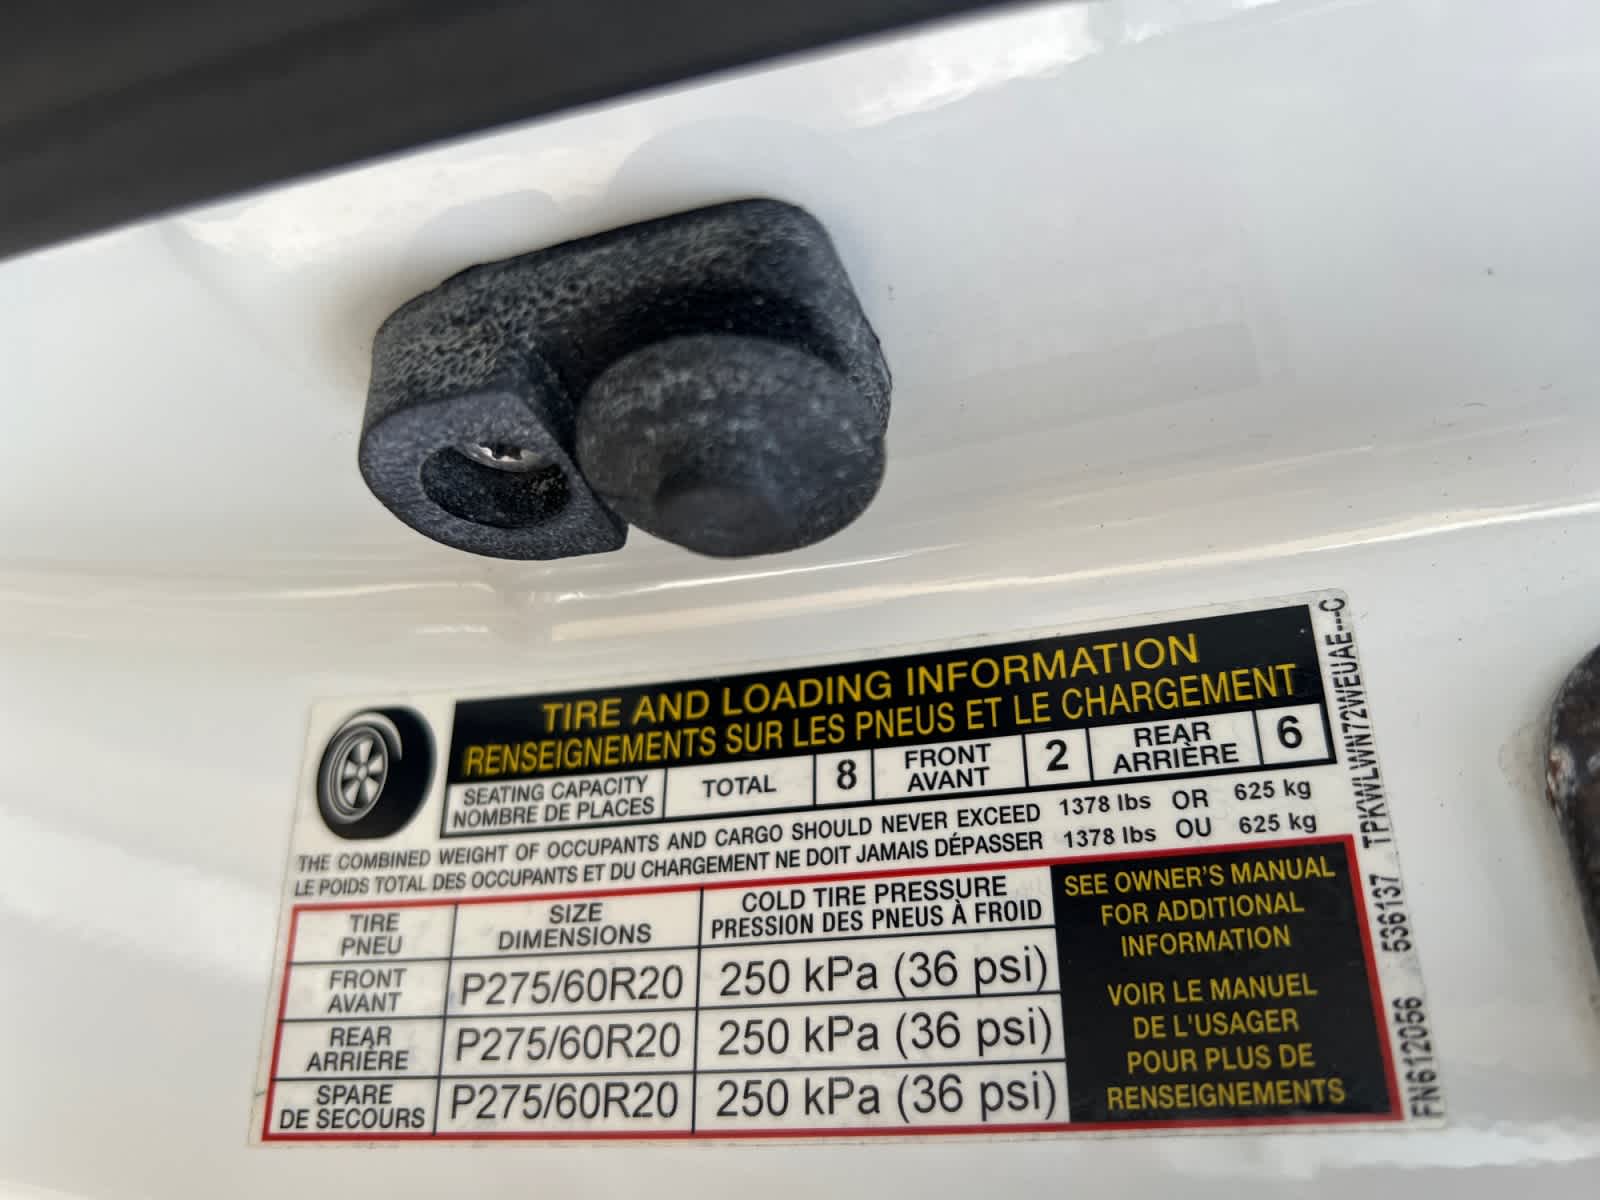 TIRE AND LOADING INFORMATION
RENSEIGNEMENTS SUR LES PNEUS ET LE CHARGEMENT
SEATING CAPACITY
NOMBRE DE PLACES
TOTAL
8
FRONT
AVANT
2
REAR
ARRIÈRE
6
THE COMBINED WEIGHT OF OCCUPANTS AND CARGO SHOULD NEVER EXCEED 1378 lbs OR 625 kg
LE POIDS TOTAL DES OCCUPANTS ET DU CHARGEMENT NE DOIT JAMAIS DÉPASSER 1378 lbs OU 625 kg
TIRE
PNEU
SIZE
DIMENSIONS
COLD TIRE PRESSURE
PRESSION DES PNEUS À FROID
FRONT
AVANT
P275/60R20
250 kPa (36 psi)
REAR
ARRIÈRE
P275/60R20
250 kPa (36 psi)
SPARE
DE SECOURS
P275/60R20
250 kPa (36 psi)
SEE OWNER'S MANUAL
FOR ADDITIONAL
INFORMATION
VOIR LE MANUEL
DE L'USAGER
POUR PLUS DE
RENSEIGNEMENTS
FN612056 536137 TPKWLWN72WEUAE---C